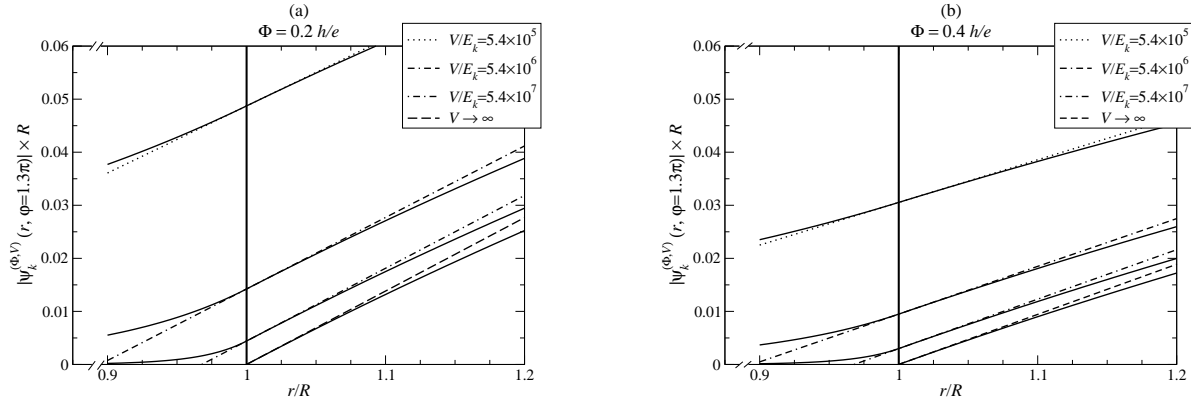 (a)
Φ = 0.2 h/e
V/E_k=5.4×10^5
V/E_k=5.4×10^6
V/E_k=5.4×10^7
V → ∞
|ψ_k^(Φ,V) (r, φ=1.3π)| × R
0.06
0.05
0.04
0.03
0.02
0.01
0
0.9
1
1.1
1.2
r/R
(b)
Φ = 0.4 h/e
V/E_k=5.4×10^5
V/E_k=5.4×10^6
V/E_k=5.4×10^7
V → ∞
|ψ_k^(Φ,V) (r, φ=1.3π)| × R
0.06
0.05
0.04
0.03
0.02
0.01
0
0.9
1
1.1
1.2
r/R